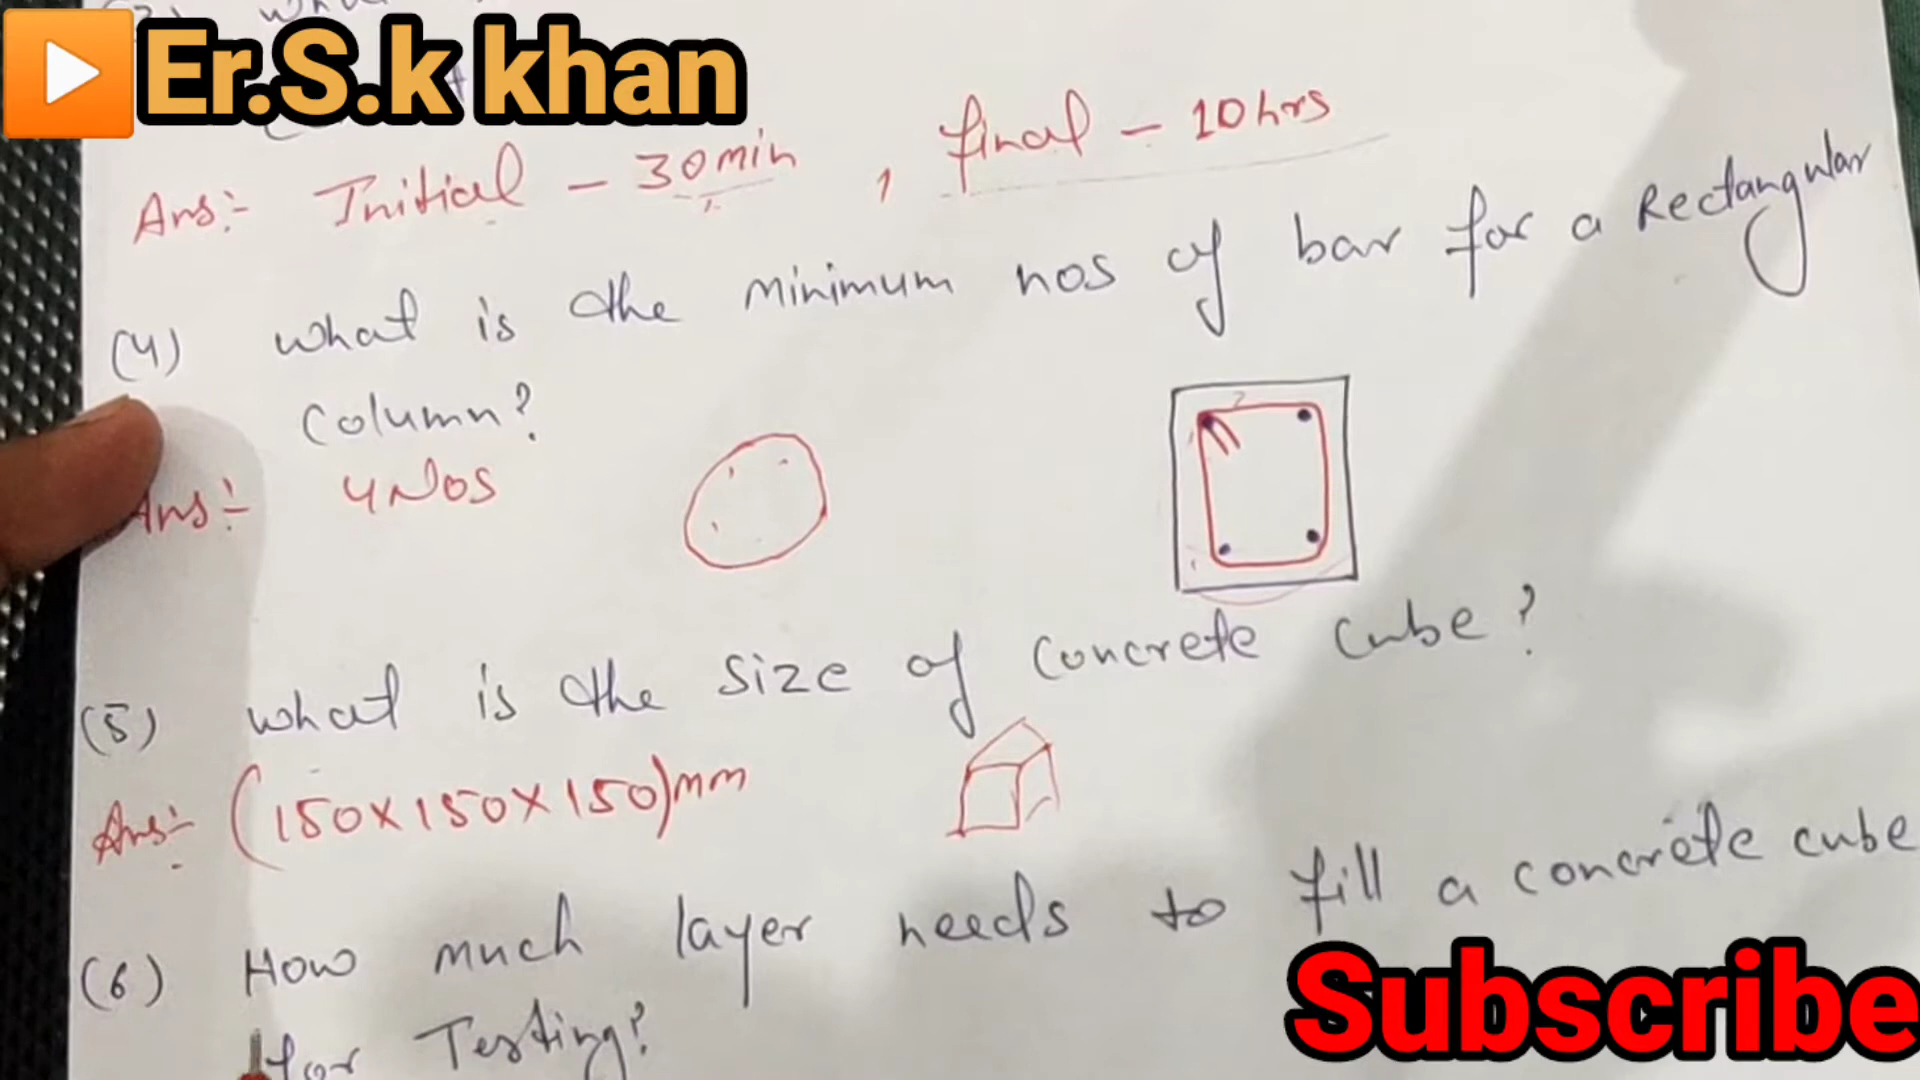 Er.S.k khan
Ans:- Initial - 30min , final - 10hrs
(4) what is the minimum nos of bar for a Rectangular
Column?
Ans:- 4 Nos
(5) what is the size of Concrete Cube?
Ans:- (150x150x150)mm
(6) How much layer needs to fill a concrete cube
for Testing?
Subscribe